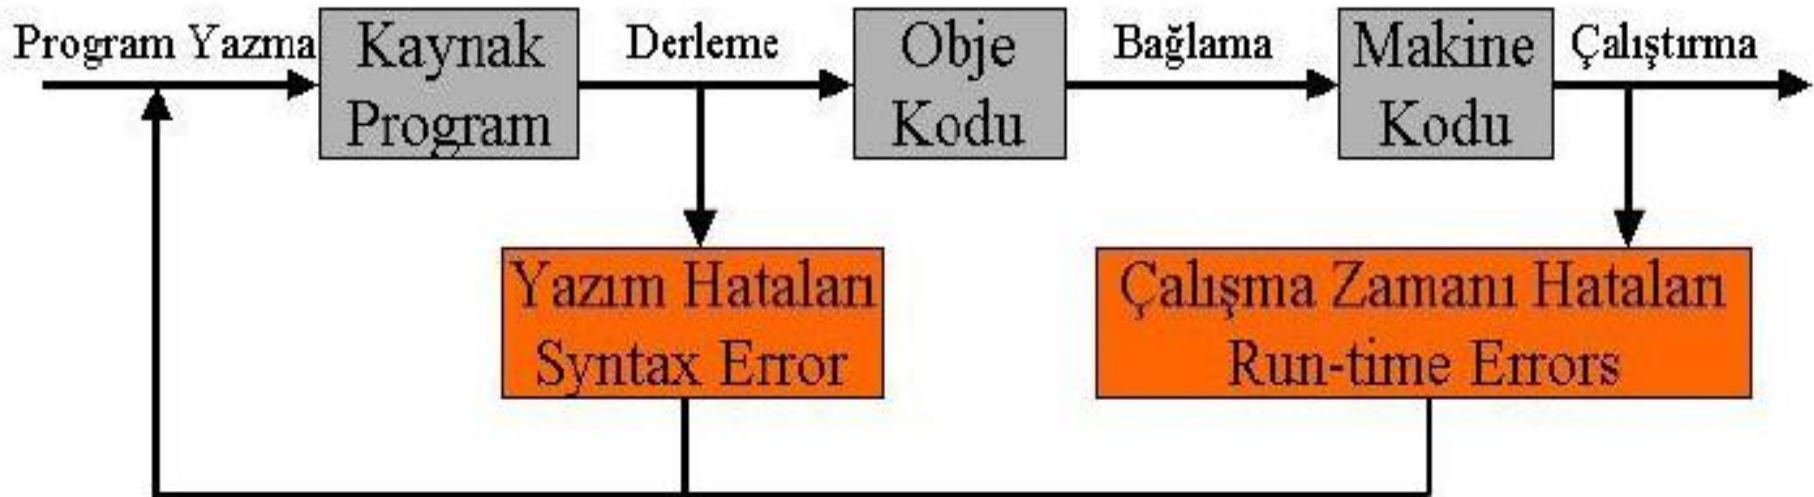 Program Yazma
Kaynak
Program
Derleme
Obje
Kodu
Bağlama
Makine
Kodu
Çalıştırma
Yazım Hataları
Syntax Error
Çalışma Zamanı Hataları
Run-time Errors